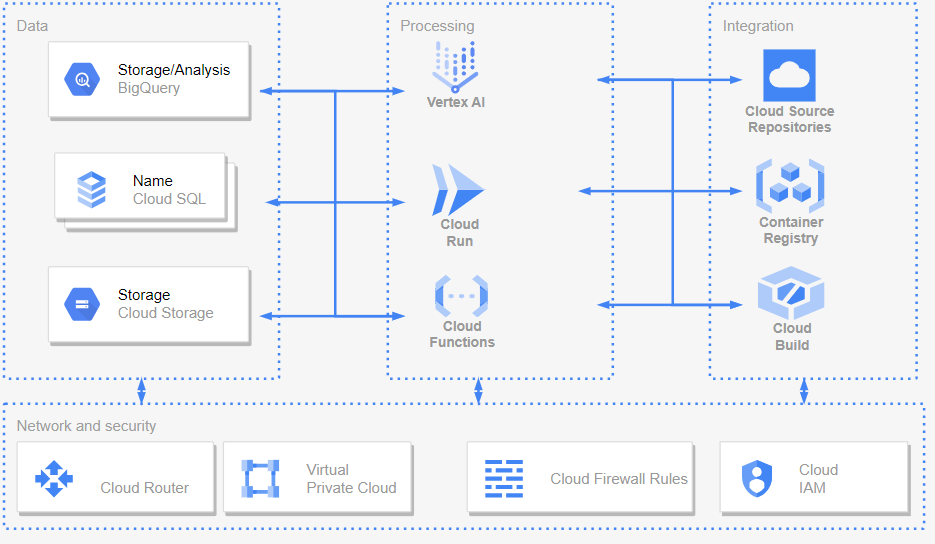 Data
Storage/Analysis
BigQuery
Name
Cloud SQL
Storage
Cloud Storage
Processing
Vertex AI
Cloud
Run
Cloud
Functions
Integration
Cloud Source
Repositories
Container
Registry
Cloud
Build
Network and security
Cloud Router
Virtual
Private Cloud
Cloud Firewall Rules
Cloud
IAM